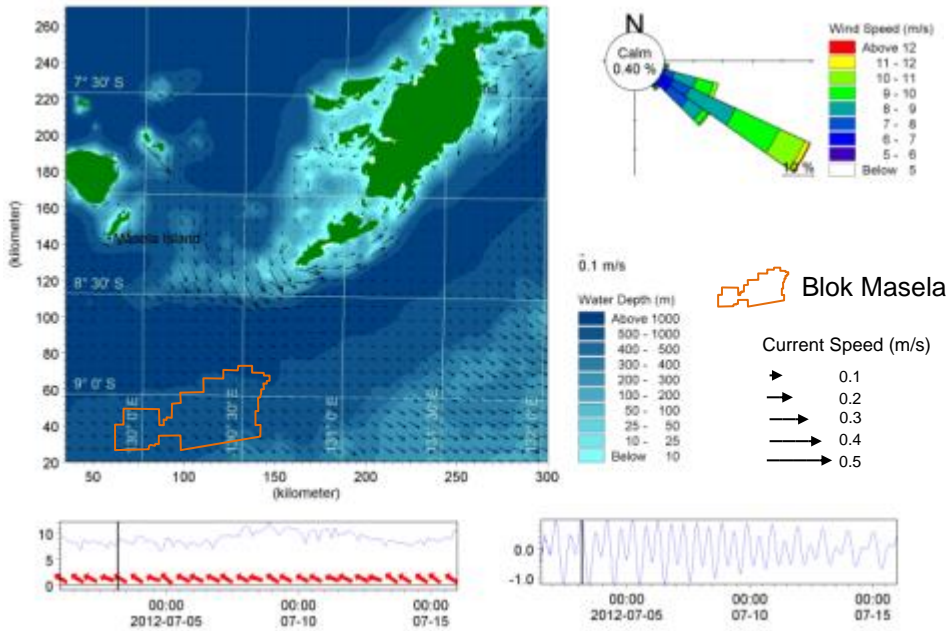 260
240
220
200
180
160
140
120
100
80
60
40
20
(kilometer)
7° 30' S
8° 30' S
9° 0' S
Masela Island
130° 0' E
130° 30' E
131° 0' E
131° 30' E
132° 0' E
50 100 150 200 250 300
(kilometer)
N
Calm
0.40 %
10 %
Wind Speed (m/s)
Above 12
11 - 12
10 - 11
9 - 10
8 - 9
7 - 8
6 - 7
5 - 6
Below 5
0.1 m/s
Water Depth (m)
Above 1000
500 - 1000
400 - 500
300 - 400
200 - 300
100 - 200
50 - 100
25 - 50
10 - 25
Below 10
Blok Masela
Current Speed (m/s)
0.1
0.2
0.3
0.4
0.5
10
5
0
00:00 00:00 00:00
2012-07-05 07-10 07-15
0.0
-1.0
00:00 00:00 00:00
2012-07-05 07-10 07-15